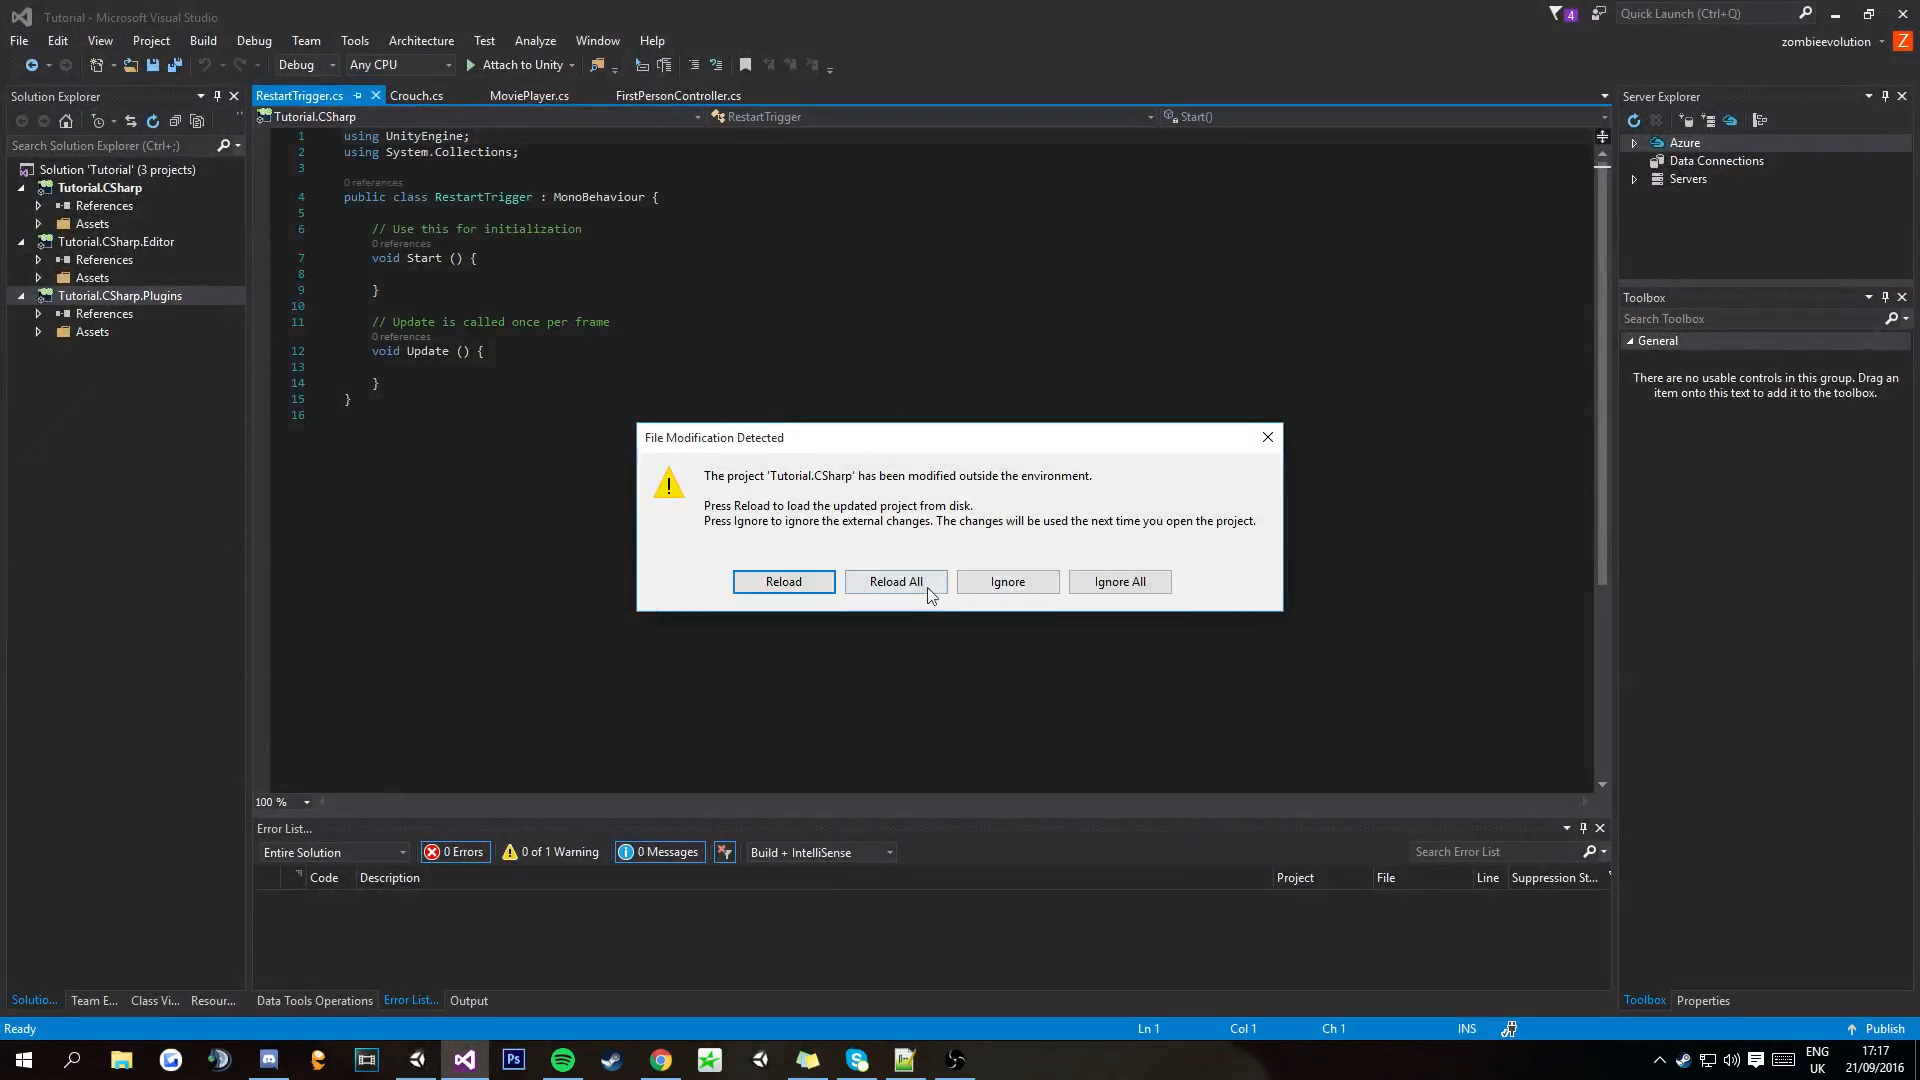 Tutorial - Microsoft Visual Studio
4
Quick Launch (Ctrl+Q)
File Edit View Project Build Debug Team Tools Architecture Test Analyze Window Help
zombieevolution
Z
Debug
Any CPU
Attach to Unity
Solution Explorer
RestartTrigger.cs
Crouch.cs
MoviePlayer.cs
FirstPersonController.cs
Server Explorer
Tutorial.CSharp
RestartTrigger
Start()
Search Solution Explorer (Ctrl+;)
Solution 'Tutorial' (3 projects)
Tutorial.CSharp
References
Assets
Tutorial.CSharp.Editor
References
Assets
Tutorial.CSharp.Plugins
References
Assets
1 using UnityEngine;
2 using System.Collections;
3
0 references
4 public class RestartTrigger : MonoBehaviour {
5
6 // Use this for initialization
0 references
7 void Start () {
8
9 }
10
11 // Update is called once per frame
0 references
12 void Update () {
13
14 }
15 }
16
Azure
Data Connections
Servers
Toolbox
Search Toolbox
General
There are no usable controls in this group. Drag an
item onto this text to add it to the toolbox.
File Modification Detected
The project 'Tutorial.CSharp' has been modified outside the environment.
Press Reload to load the updated project from disk.
Press Ignore to ignore the external changes. The changes will be used the next time you open the project.
Reload
Reload All
Ignore
Ignore All
100 %
Error List...
Entire Solution
0 Errors
0 of 1 Warning
0 Messages
Build + IntelliSense
Search Error List
Code
Description
Project
File
Line
Suppression St...
Solutio...
Team E...
Class Vi...
Resour...
Data Tools Operations
Error List...
Output
Toolbox
Properties
Ready
Ln 1
Col 1
Ch 1
INS
Publish
Ps
ENG
UK
17:17
21/09/2016